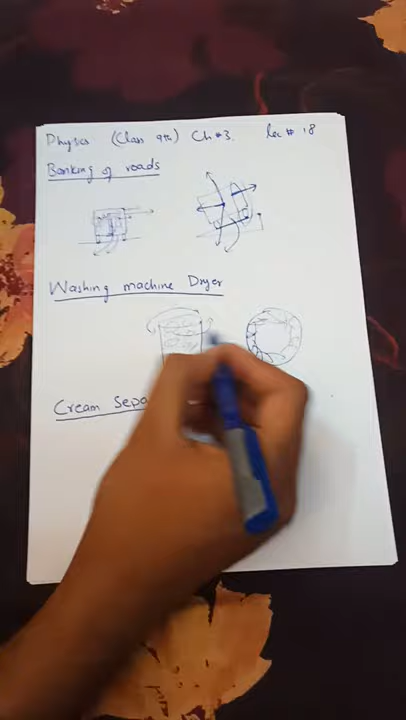 Physics (Class 9th) Ch # 3. lec # 18
Banking of roads
Washing machine Dryer
Cream Sepa